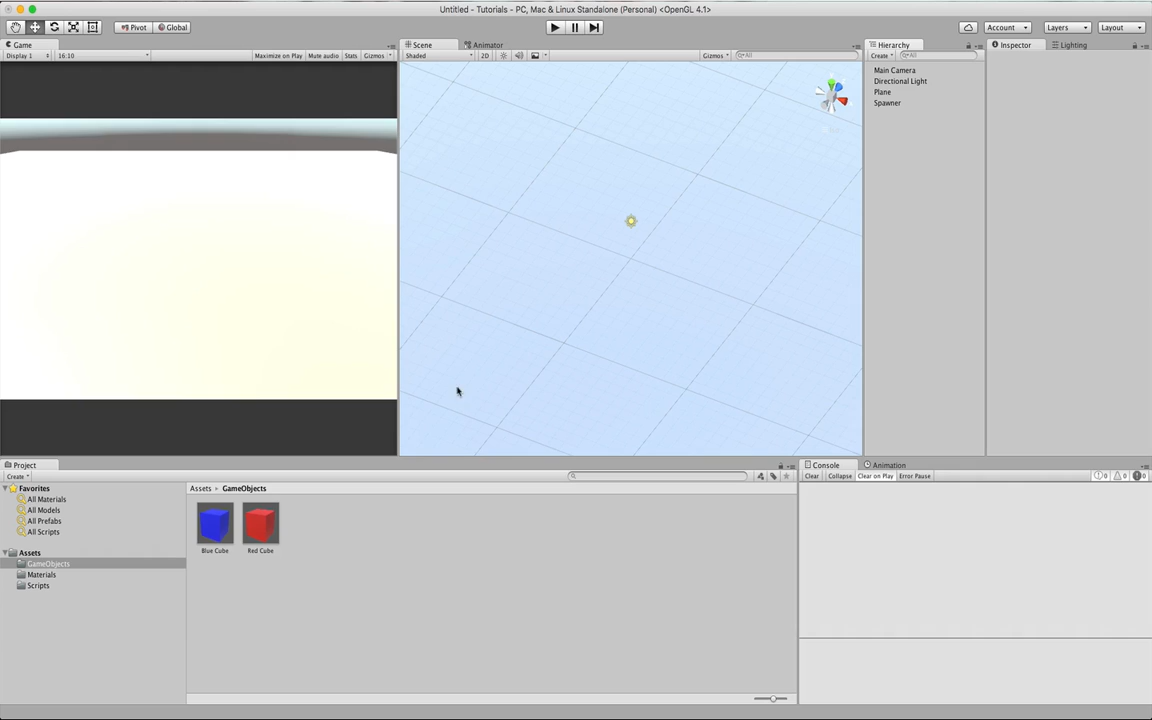 Untitled - Tutorials - PC, Mac & Linux Standalone (Personal) <OpenGL 4.1>
Pivot Global Account Layers Layout
Game Scene Animator Hierarchy Inspector Lighting
Display 1 16:10 Maximize on Play Mute audio Stats Gizmos Shaded 2D Gizmos All Create All
Main Camera
Directional Light
Plane
Spawner
Project Console Animation
Create Clear Collapse Clear on Play Error Pause 0 0 0
Favorites
All Materials
All Models
All Prefabs
All Scripts
Assets
GameObjects
Materials
Scripts
Assets GameObjects
Blue Cube Red Cube